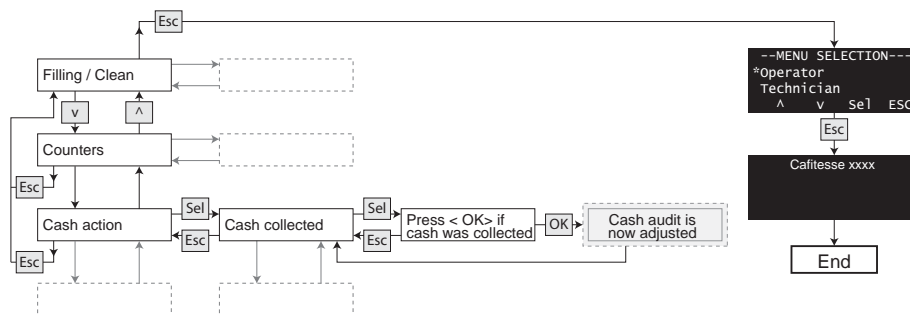 Esc
Filling / Clean
v
^
Counters
Esc
Cash action
Sel
Esc
Cash collected
Sel
Esc
Press < OK> if
cash was collected
OK
Cash audit is
now adjusted
Esc
--MENU SELECTION---
*Operator
Technician
^ v Sel ESC
Esc
Cafitesse xxxx
End